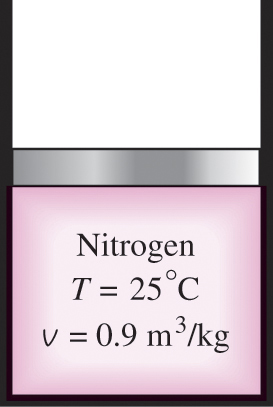 Nitrogen
T = 25°C
ν = 0.9 m³/kg